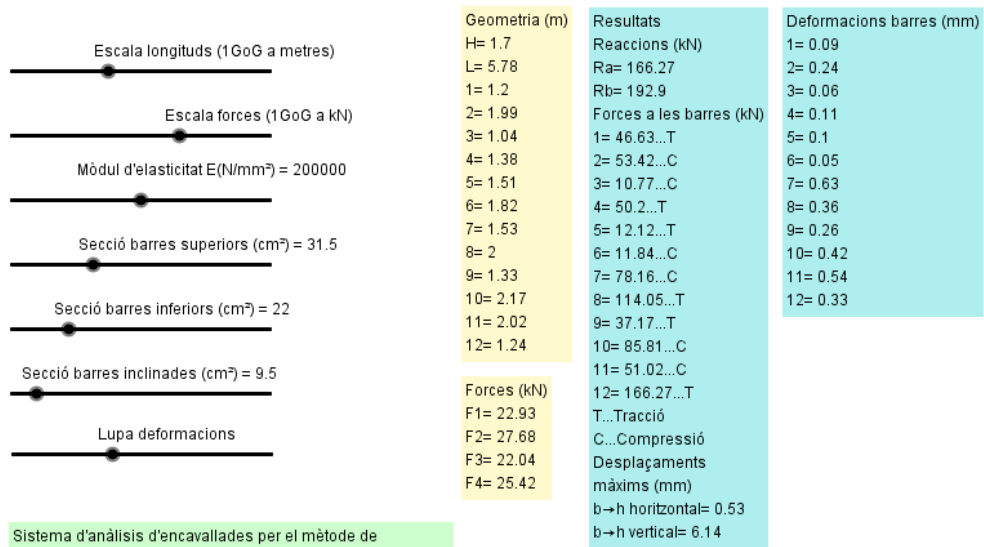 Escala longituds (1GoG a metres)
Escala forces (1GoG a kN)
Mòdul d'elasticitat E(N/mm²) = 200000
Secció barres superiors (cm²) = 31.5
Secció barres inferiors (cm²) = 22
Secció barres inclinades (cm²) = 9.5
Lupa deformacions
Sistema d'anàlisis d'encavallades per el mètode de
Geometria (m)
H= 1.7
L= 5.78
1= 1.2
2= 1.99
3= 1.04
4= 1.38
5= 1.51
6= 1.82
7= 1.53
8= 2
9= 1.33
10= 2.17
11= 2.02
12= 1.24
Forces (kN)
F1= 22.93
F2= 27.68
F3= 22.04
F4= 25.42
Resultats
Reaccions (kN)
Ra= 166.27
Rb= 192.9
Forces a les barres (kN)
1= 46.63...T
2= 53.42...C
3= 10.77...C
4= 50.2...T
5= 12.12...T
6= 11.84...C
7= 78.16...C
8= 114.05...T
9= 37.17...T
10= 85.81...C
11= 51.02...C
12= 166.27...T
T...Tracció
C...Compressió
Desplaçaments
màxims (mm)
b→h horitzontal= 0.53
b→h vertical= 6.14
Deformacions barres (mm)
1= 0.09
2= 0.24
3= 0.06
4= 0.11
5= 0.1
6= 0.05
7= 0.63
8= 0.36
9= 0.26
10= 0.42
11= 0.54
12= 0.33